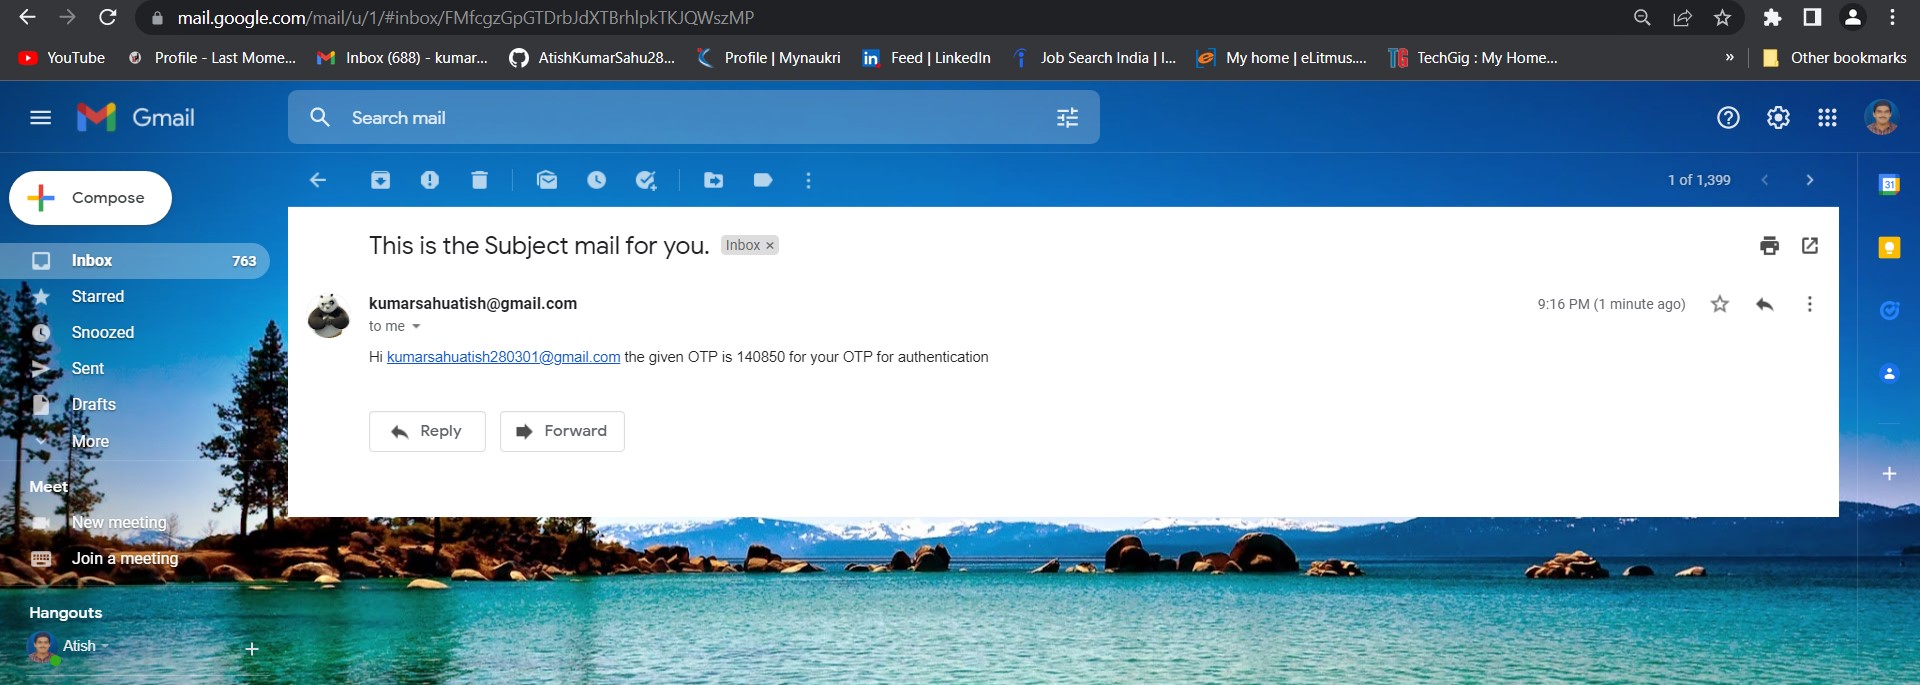 mail.google.com/mail/u/1/#inbox/FMfcgzGpGTDrbJdXTBrhlpkTKJQWszMP
YouTube Profile - Last Mome... Inbox (688) - kumar... AtishKumarSahu28... Profile | Mynaukri Feed | LinkedIn Job Search India | I... My home | eLitmus.... TechGig : My Home... » Other bookmarks
Gmail Search mail
Compose 1 of 1,399
31
This is the Subject mail for you. Inbox ×
Inbox 763
Starred
kumarsahuatish@gmail.com 9:16 PM (1 minute ago)
to me
Snoozed
Hi kumarsahuatish280301@gmail.com the given OTP is 140850 for your OTP for authentication
Sent
Drafts
Reply Forward
More
Meet
New meeting
Join a meeting
Hangouts
Atish